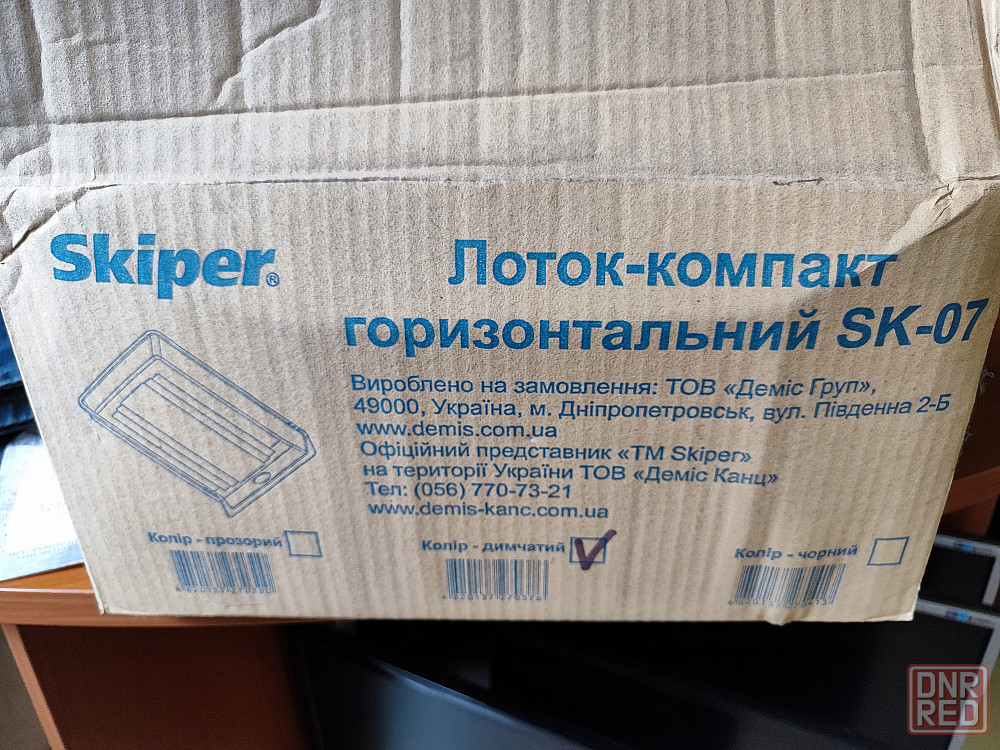 Skiper®
Лоток-компакт
горизонтальний SK-07
Вироблено на замовлення: ТОВ «Деміс Груп»,
49000, Україна, м. Дніпропетровськ, вул. Південна 2-Б
www.demis.com.ua
Офіційний представник «ТМ Skiper»
на території України ТОВ «Деміс Канц»
Тел: (056) 770-73-21
www.demis-kanc.com.ua
Колір - прозорий
Колір - димчатий
Колір - чорний
DNR
RED